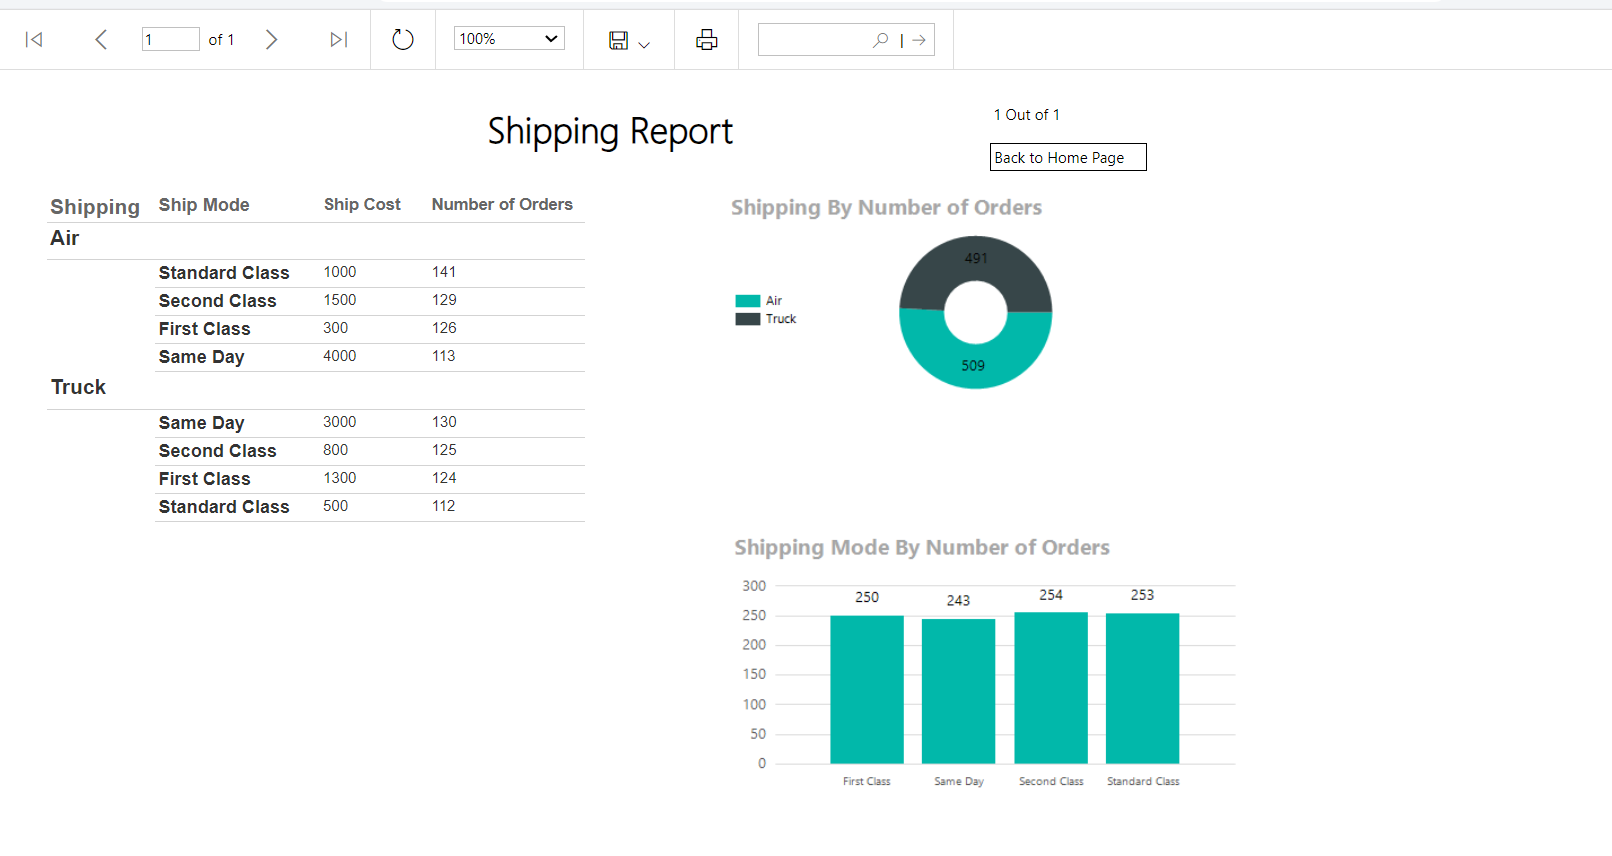 1 of 1 100% |
Shipping Report
1 Out of 1
Back to Home Page
Shipping Ship Mode Ship Cost Number of Orders
Air
Standard Class 1000 141
Second Class 1500 129
First Class 300 126
Same Day 4000 113
Truck
Same Day 3000 130
Second Class 800 125
First Class 1300 124
Standard Class 500 112
Shipping By Number of Orders
Air
Truck
491
509
Shipping Mode By Number of Orders
300
250
200
150
100
50
0
250 243 254 253
First Class Same Day Second Class Standard Class